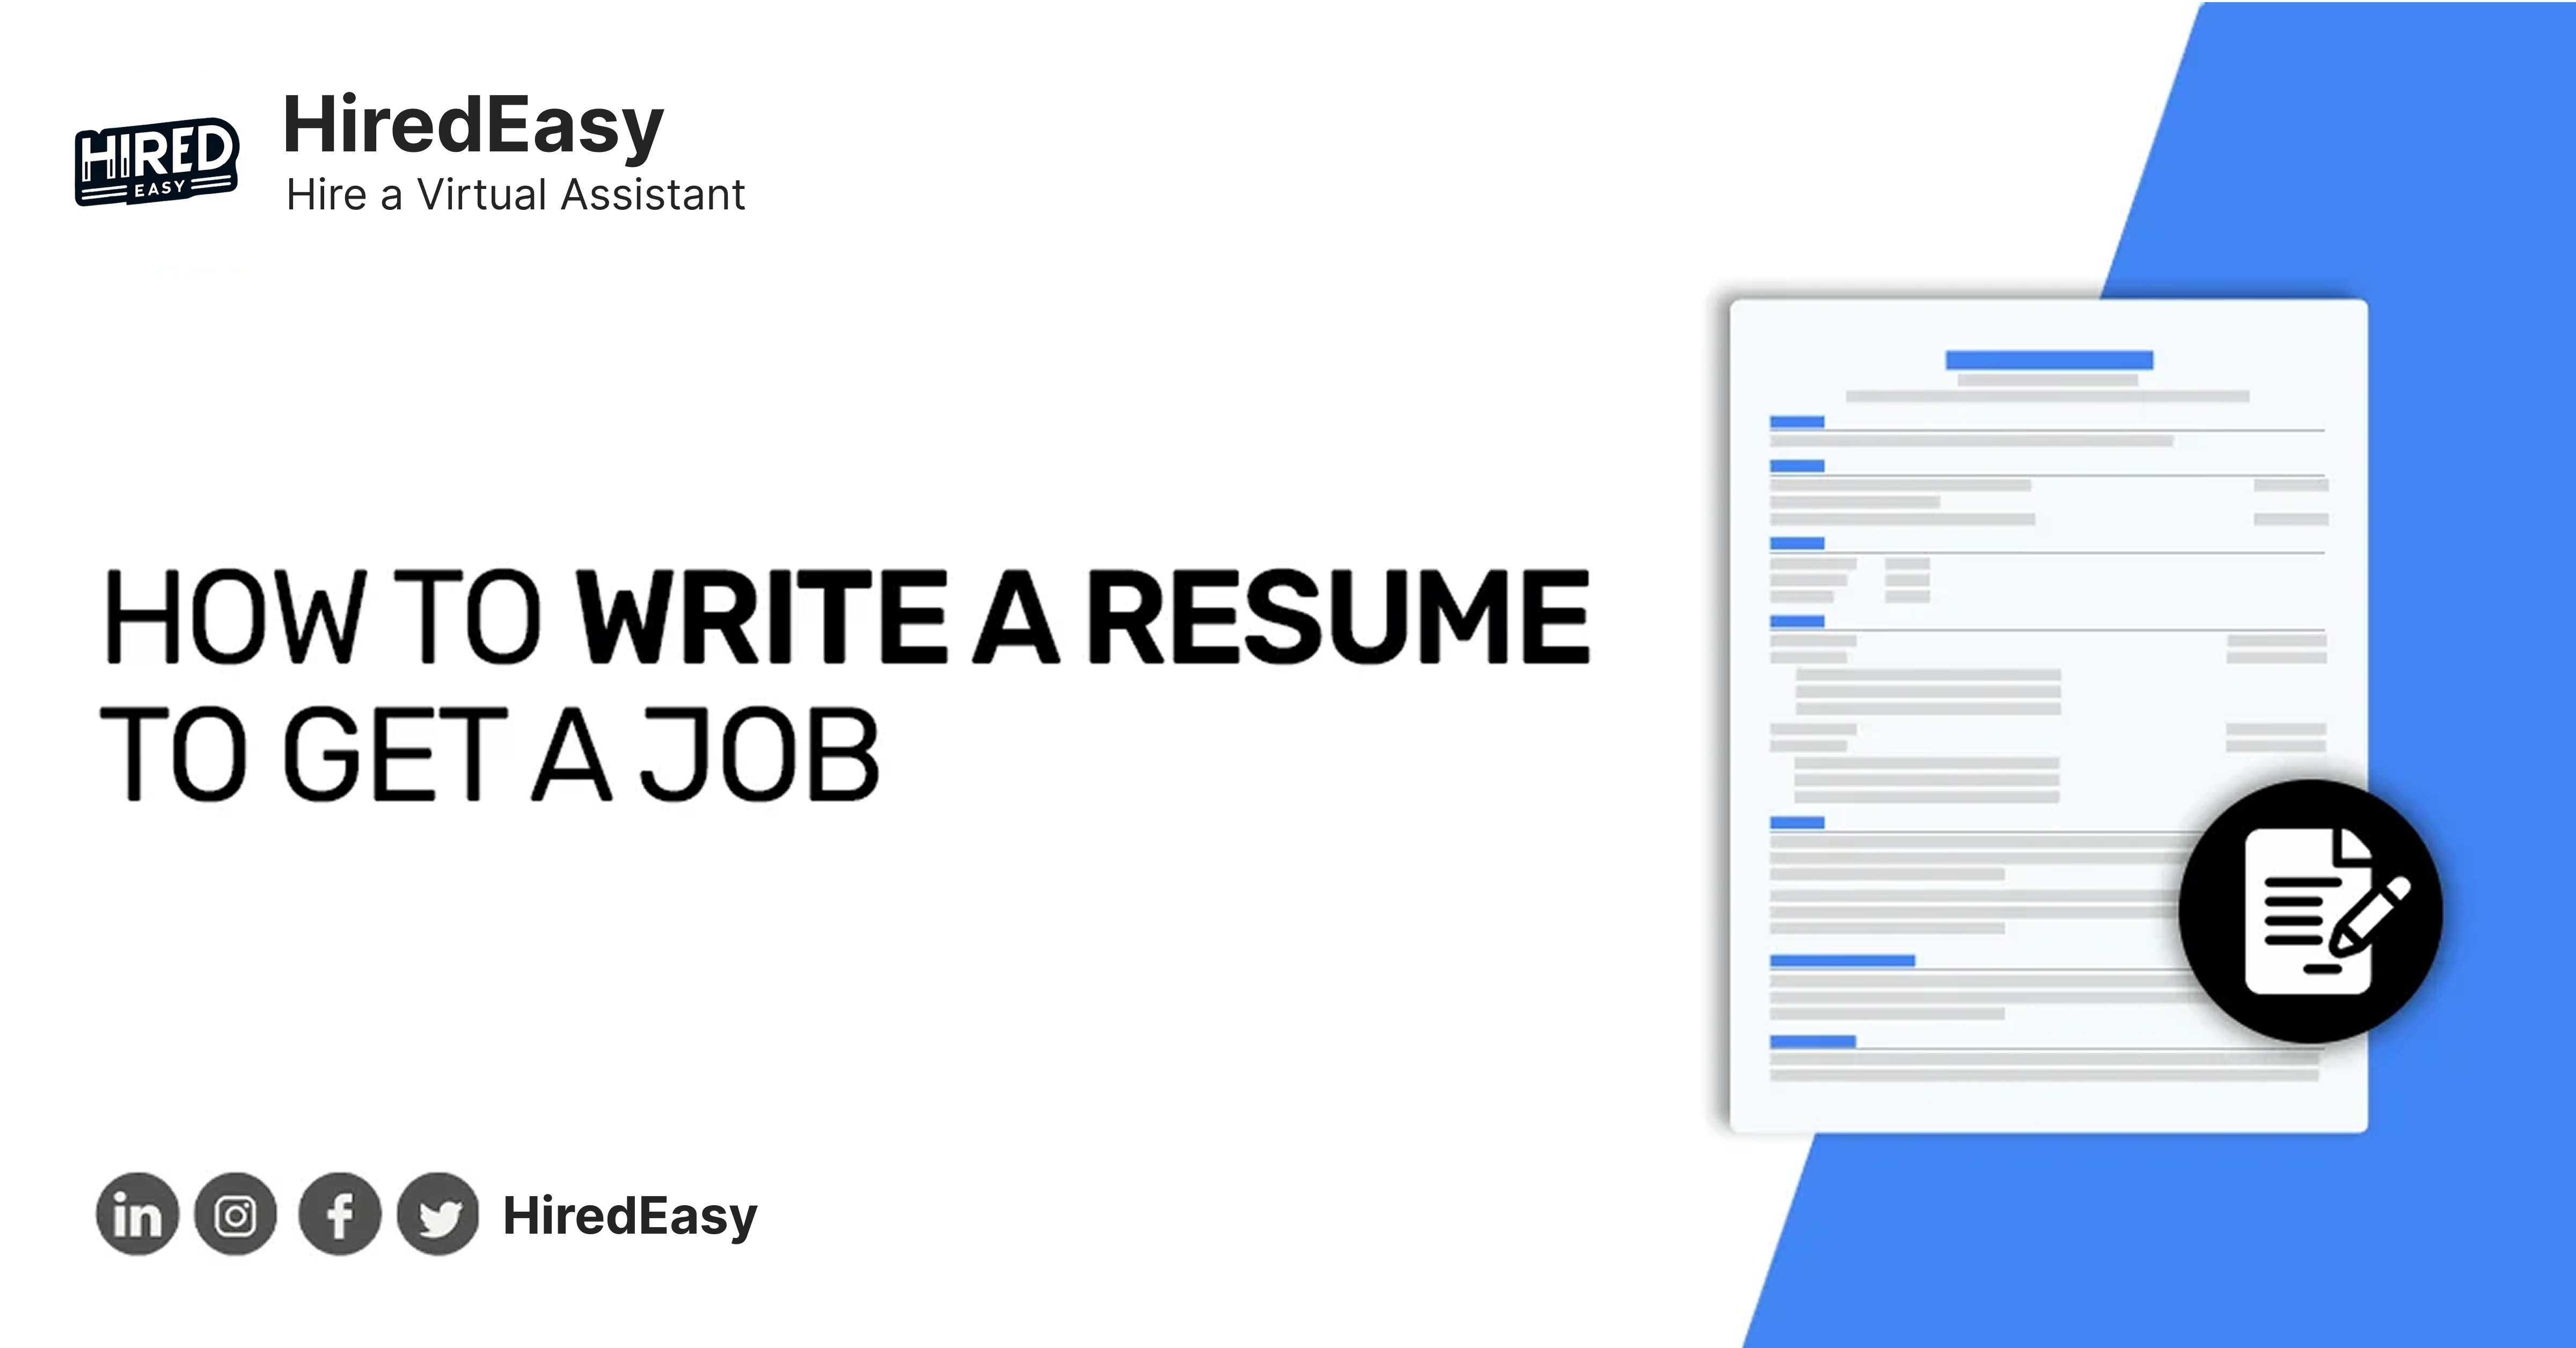 HIRED
EASY
HiredEasy
Hire a Virtual Assistant
HOW TO WRITE A RESUME
TO GET A JOB
in
f
HiredEasy